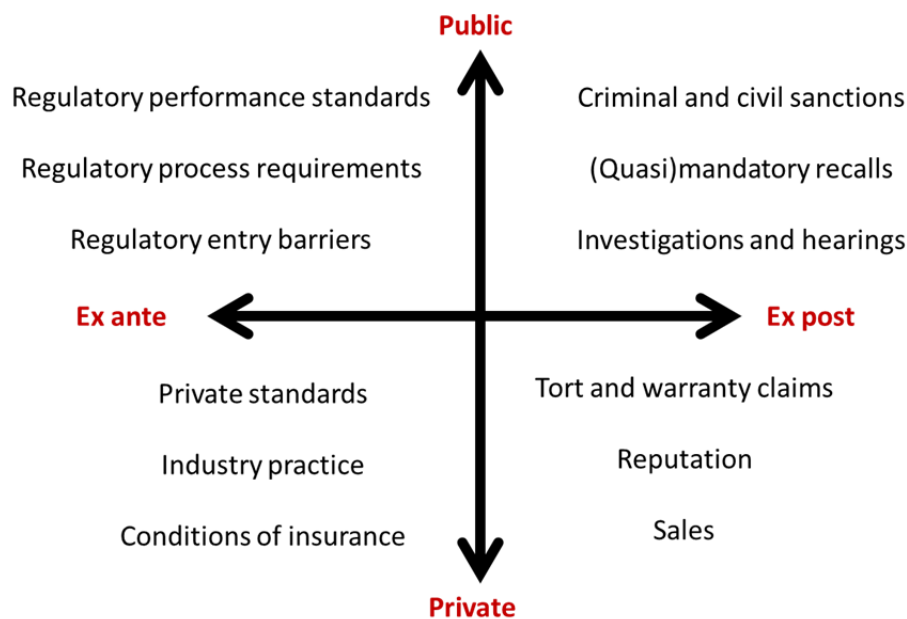 Public
Regulatory performance standards
Criminal and civil sanctions
Regulatory process requirements
(Quasi)mandatory recalls
Regulatory entry barriers
Investigations and hearings
Ex ante
Ex post
Private standards
Tort and warranty claims
Industry practice
Reputation
Conditions of insurance
Sales
Private